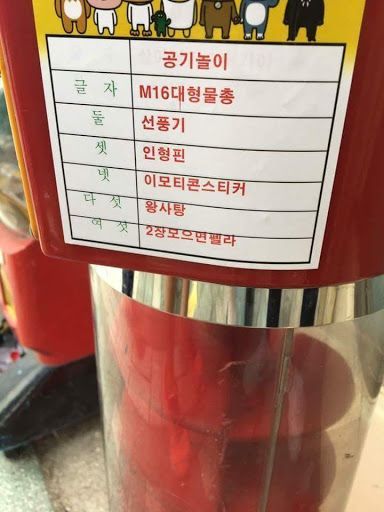 공기놀이
글 자 M16대형물총
둘 선풍기
셋 인형핀
넷 이모티콘스티커
다 섯 왕사탕
여 섯 2장모으면펠라